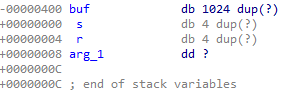 -00000400 buf db 1024 dup(?)
+00000000 s db 4 dup(?)
+00000004 r db 4 dup(?)
+00000008 arg_1 dd ?
+0000000C
+0000000C ; end of stack variables